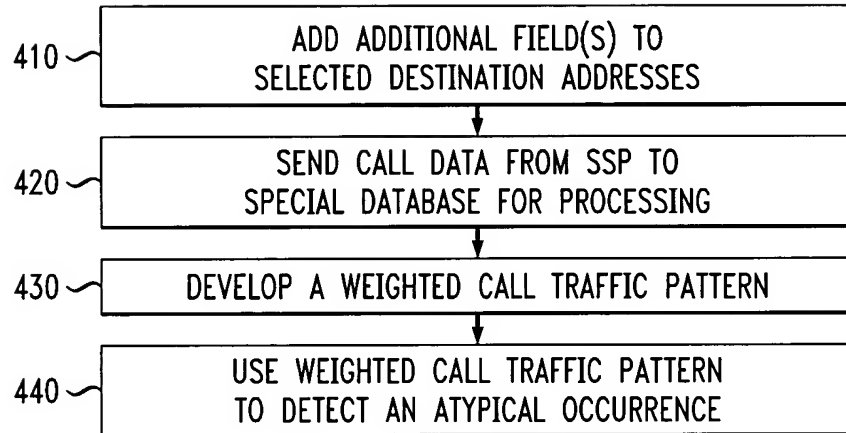 410
ADD ADDITIONAL FIELD(S) TO
SELECTED DESTINATION ADDRESSES
420
SEND CALL DATA FROM SSP TO
SPECIAL DATABASE FOR PROCESSING
430
DEVELOP A WEIGHTED CALL TRAFFIC PATTERN
440
USE WEIGHTED CALL TRAFFIC PATTERN
TO DETECT AN ATYPICAL OCCURRENCE